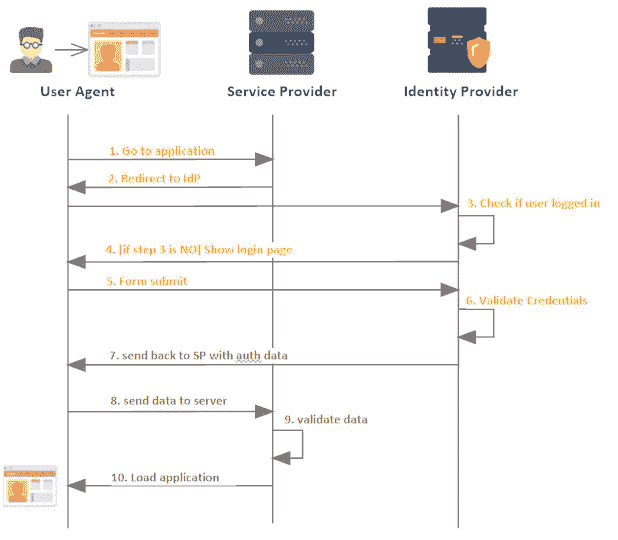 User Agent
Service Provider
Identity Provider
1. Go to application
2. Redirect to IdP
3. Check if user logged in
4. [if step 3 is NO] Show login page
5. Form submit
6. Validate Credentials
7. send back to SP with auth data
8. send data to server
9. validate data
10. Load application